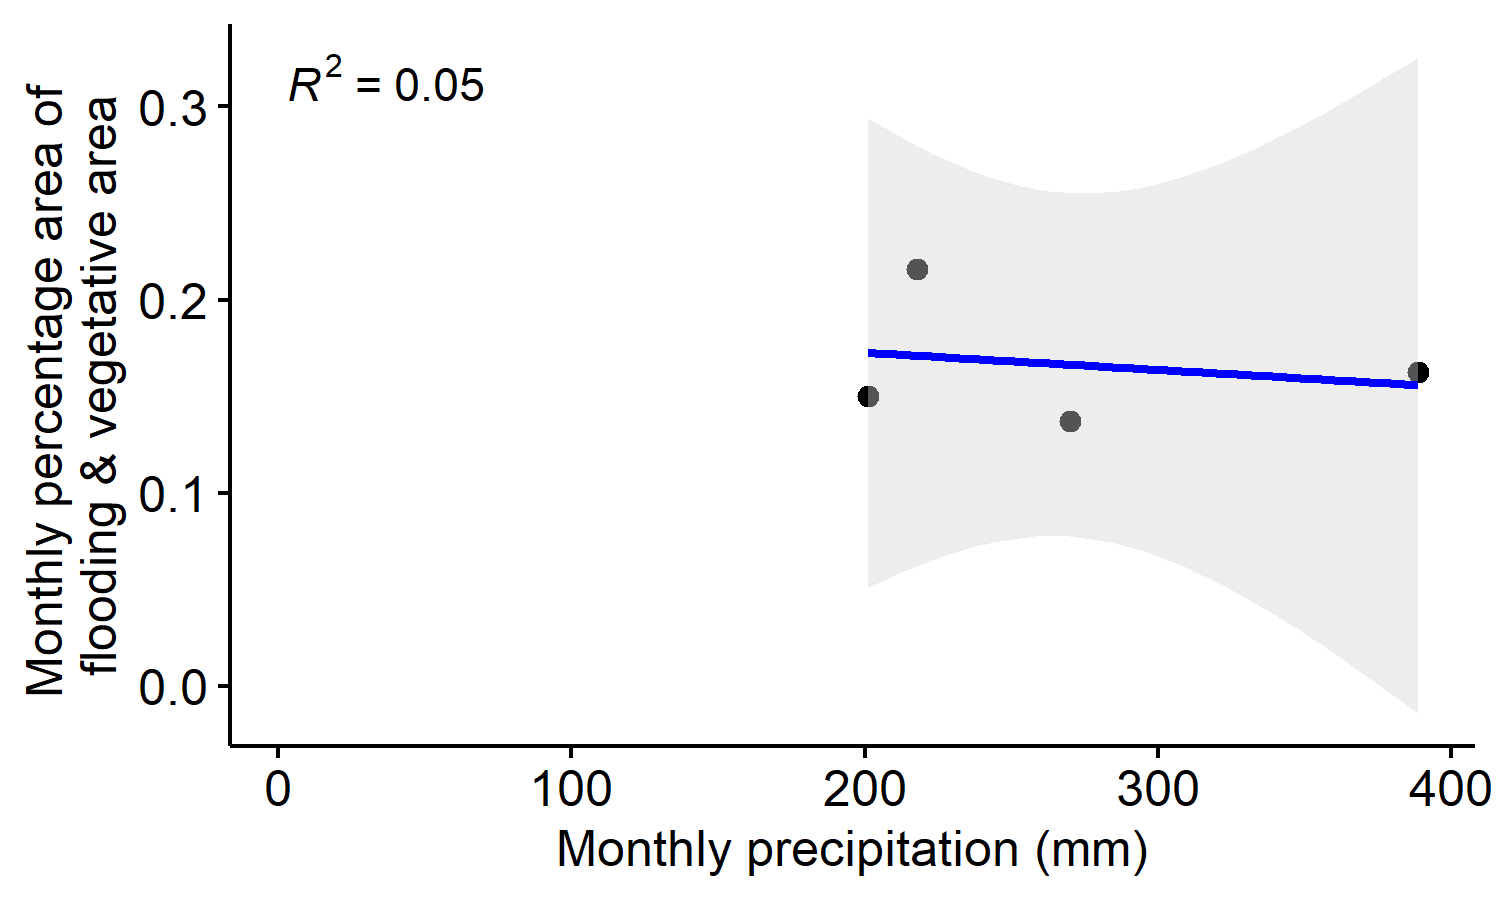 Monthly percentage area of
flooding & vegetative area
R² = 0.05
0.3
0.2
0.1
0.0
0 100 200 300 400
Monthly precipitation (mm)